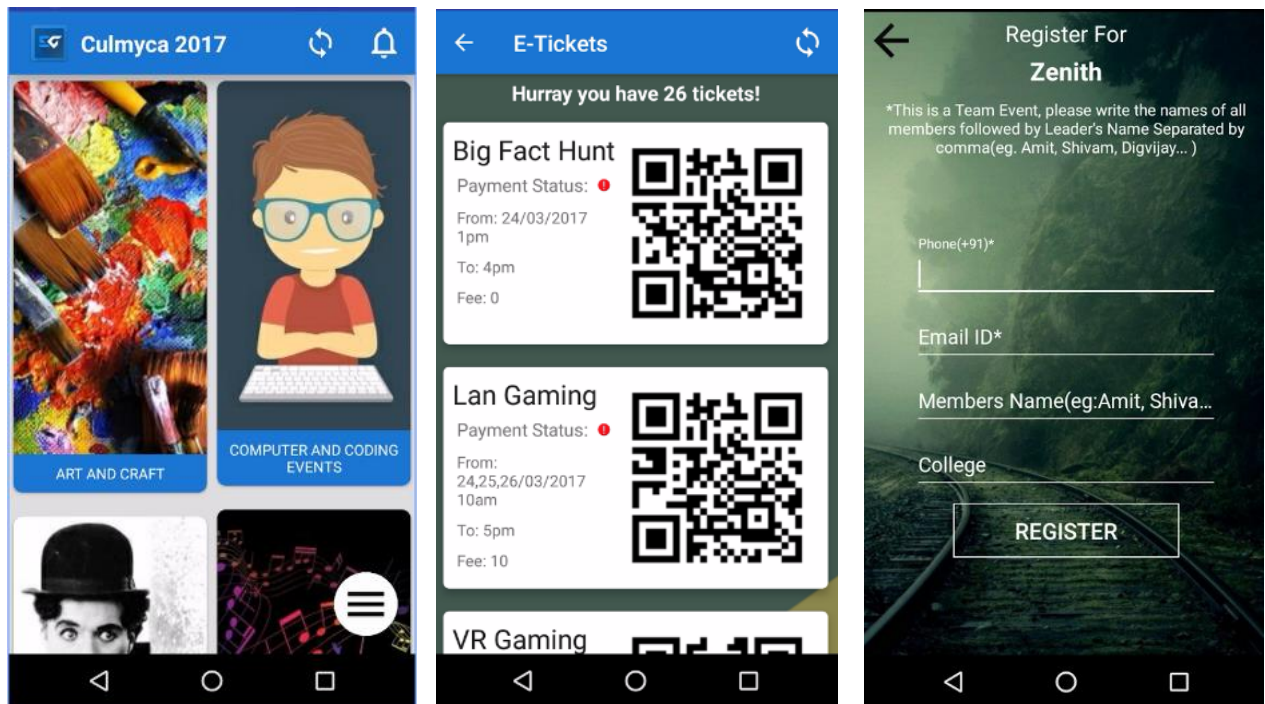 Culmyca 2017
ART AND CRAFT
COMPUTER AND CODING
EVENTS
E-Tickets
Hurray you have 26 tickets!
Big Fact Hunt
Payment Status:
From: 24/03/2017
1pm
To: 4pm
Fee: 0
Lan Gaming
Payment Status:
From:
24,25,26/03/2017
10am
To: 5pm
Fee: 10
VR Gaming
Register For
Zenith
*This is a Team Event, please write the names of all
members followed by Leader's Name Separated by
comma(eg. Amit, Shivam, Digvijay... )
Phone(+91)*
Email ID*
Members Name(eg:Amit, Shiva...
College
REGISTER